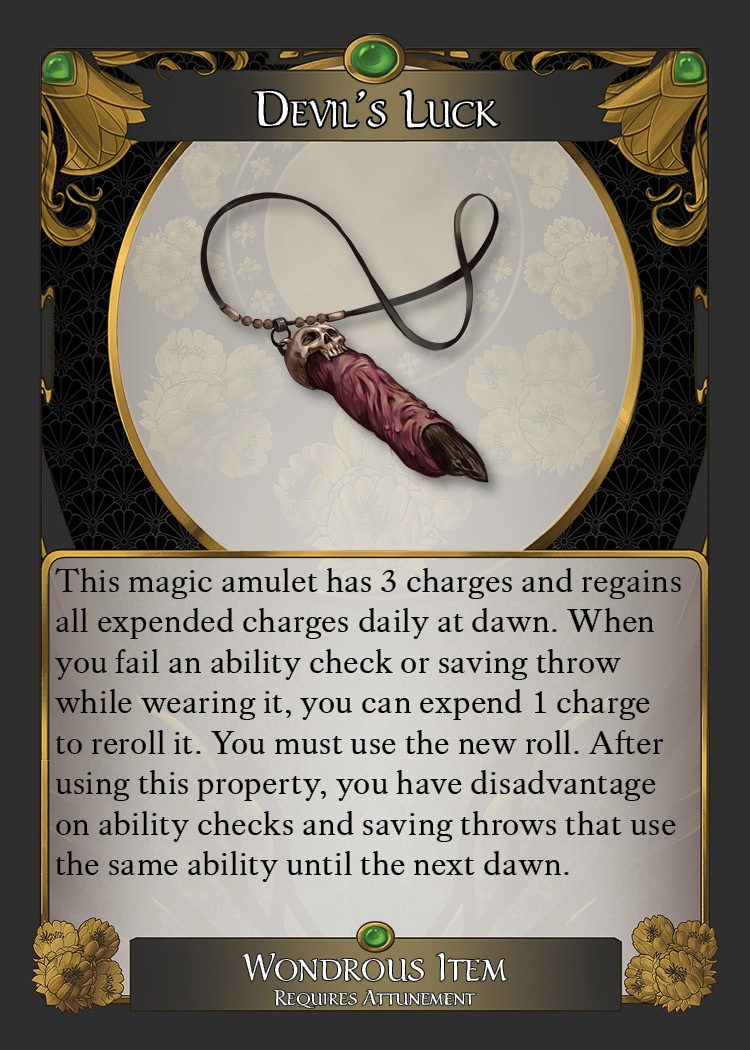 Devil's Luck
This magic amulet has 3 charges and regains
all expended charges daily at dawn. When
you fail an ability check or saving throw
while wearing it, you can expend 1 charge
to reroll it. You must use the new roll. After
using this property, you have disadvantage
on ability checks and saving throws that use
the same ability until the next dawn.
Wondrous Item
Requires Attunement